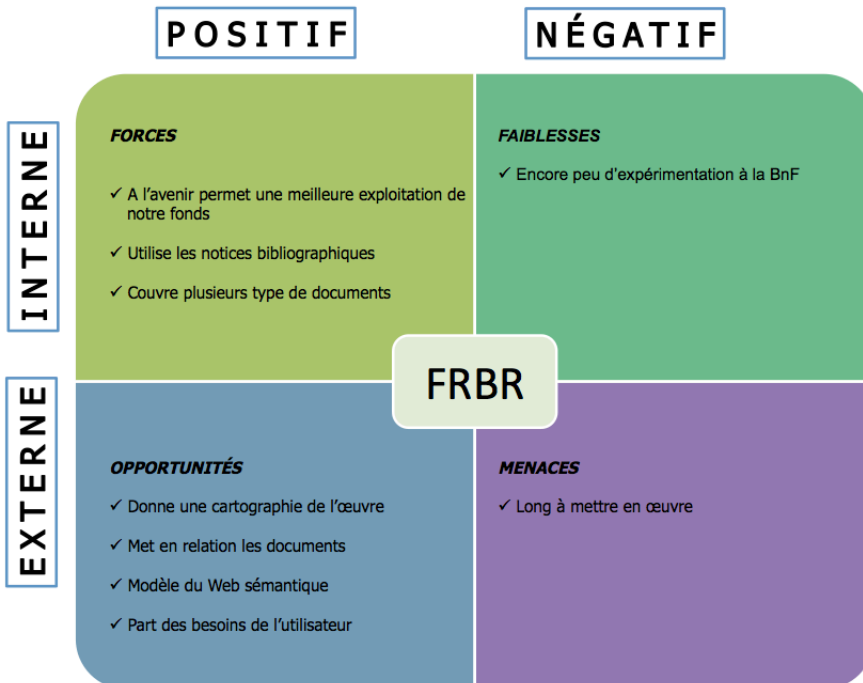 POSITIF
NÉGATIF
INTERNE
FORCES
✓ A l’avenir permet une meilleure exploitation de
notre fonds
✓ Utilise les notices bibliographiques
✓ Couvre plusieurs type de documents
FAIBLESSES
✓ Encore peu d’expérimentation à la BnF
FRBR
EXTERNE
OPPORTUNITÉS
✓ Donne une cartographie de l’œuvre
✓ Met en relation les documents
✓ Modèle du Web sémantique
✓ Part des besoins de l’utilisateur
MENACES
✓ Long à mettre en œuvre